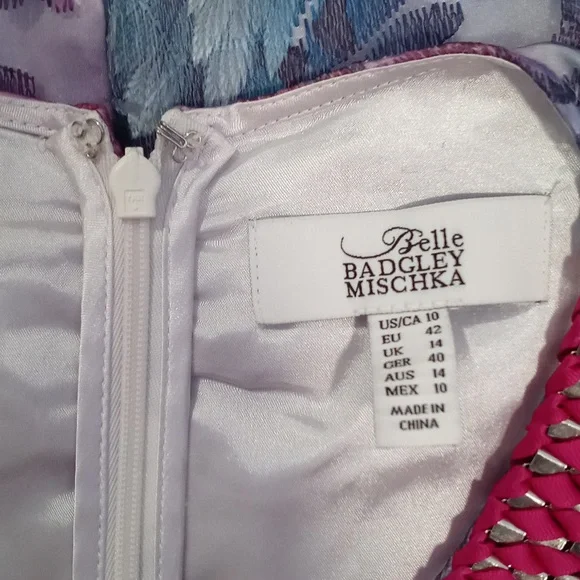 Belle
BADGLEY
MISCHKA
US/CA 10
EU 42
UK 14
GER 40
AUS 14
MEX 10
MADE IN
CHINA